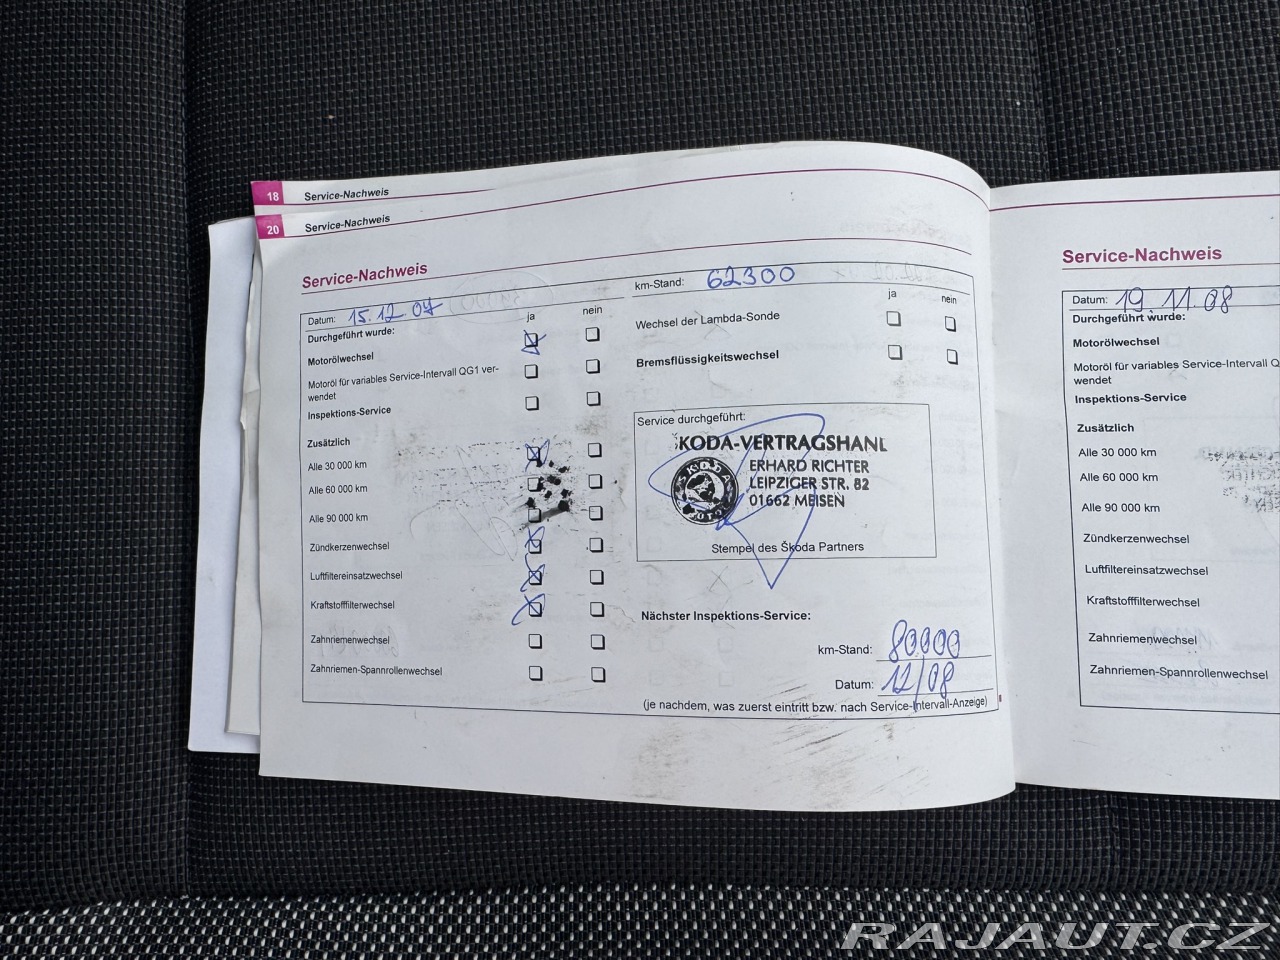 18 Service-Nachweis
20 Service-Nachweis
Service-Nachweis
Datum: 15.12.07
ja nein
Durchgeführt wurde:
Motorölwechsel
Motoröl für variables Service-Intervall QG1 ver-
wendet
Inspektions-Service
Zusätzlich
Alle 30 000 km
Alle 60 000 km
Alle 90 000 km
Zündkerzenwechsel
Luftfiltereinsatzwechsel
Kraftstofffilterwechsel
Zahnriemenwechsel
Zahnriemen-Spannrollenwechsel
km-Stand: 62300
ja nein
Wechsel der Lambda-Sonde
Bremsflüssigkeitswechsel
Service durchgeführt:
KODA-VERTRAGSHANL
ERHARD RICHTER
LEIPZIGER STR. 82
01662 MEISEN
SKODA
Stempel des Škoda Partners
Nächster Inspektions-Service:
km-Stand: 80000
Datum: 12/08
(je nachdem, was zuerst eintritt bzw. nach Service-Intervall-Anzeige)
Service-Nachweis
Datum: 19.11.08
Durchgeführt wurde:
Motorölwechsel
Motoröl für variables Service-Intervall Q
wendet
Inspektions-Service
Zusätzlich
Alle 30 000 km
Alle 60 000 km
Alle 90 000 km
Zündkerzenwechsel
Luftfiltereinsatzwechsel
Kraftstofffilterwechsel
Zahnriemenwechsel
Zahnriemen-Spannrollenwechsel
RAJAUT.CZ